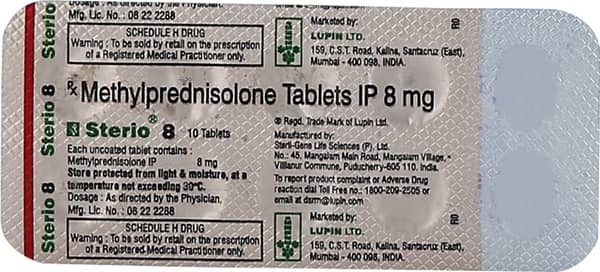 Dosage : As directed by the Physician.
Mfg. Lic. No. : 06 22 2288
SCHEDULE H DRUG
Warning : To be sold by retail on the prescription
of a Registered Medical Practitioner only.
Marketed by:
LUPIN LTD.
159, C.S.T. Road, Kalina, Santacruz (East),
Mumbai - 400 098, INDIA.
RD
Sterio 8
Sterio 8
Sterio 8
Rx Methylprednisolone Tablets IP 8 mg
Sterio® 8 10 Tablets
Each uncoated tablet contains :
Methylprednisolone IP 8 mg
Store protected from light & moisture, at a
temperature not exceeding 30°C.
Dosage : As directed by the Physician.
Mfg. Lic. No. : 06 22 2288
® Regd. Trade Mark of Lupin Ltd.
Manufactured by:
Steril-Gene Life Sciences (P). Ltd.
No.: 45, Mangalam Main Road, Mangalam Village,
Villianur Commune, Puducherry-605 110. India.
To report product complaint or Adverse Drug
reaction dial Toll Free no.: 1800-209-2505 or
email at dsrm@lupin.com
SCHEDULE H DRUG
Warning : To be sold by retail on the prescription
of a Registered Medical Practitioner only.
Marketed by:
LUPIN LTD.
159, C.S.T. Road, Kalina, Santacruz (East),
Mumbai - 400 098, INDIA.
RD